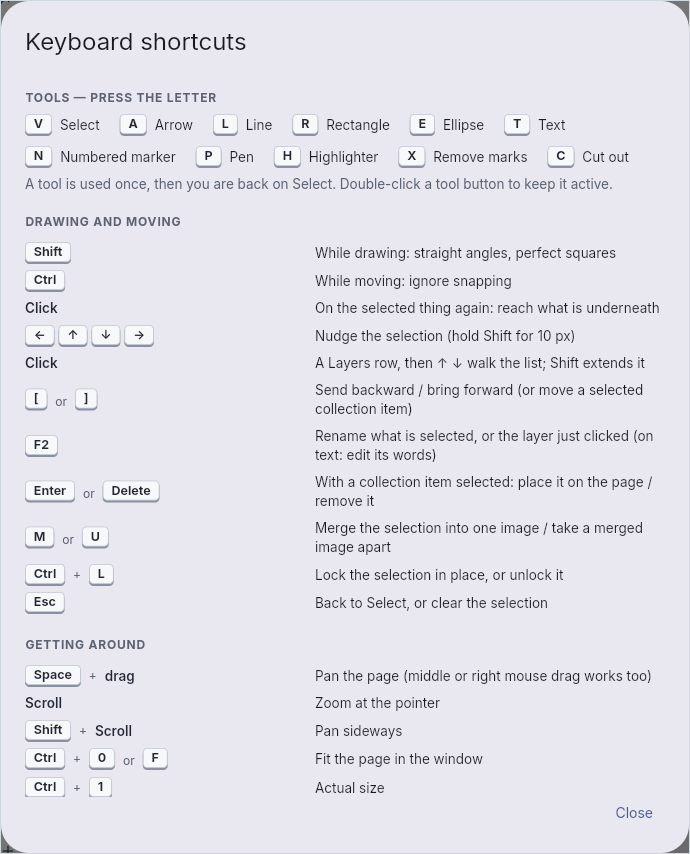 Keyboard shortcuts
TOOLS — PRESS THE LETTER
V Select A Arrow L Line R Rectangle E Ellipse T Text
N Numbered marker P Pen H Highlighter X Remove marks C Cut out
A tool is used once, then you are back on Select. Double-click a tool button to keep it active.
DRAWING AND MOVING
Shift While drawing: straight angles, perfect squares
Ctrl While moving: ignore snapping
Click On the selected thing again: reach what is underneath
← ↑ ↓ → Nudge the selection (hold Shift for 10 px)
Click A Layers row, then ↑ ↓ walk the list; Shift extends it
[ or ] Send backward / bring forward (or move a selected
collection item)
F2 Rename what is selected, or the layer just clicked (on
text: edit its words)
Enter or Delete With a collection item selected: place it on the page /
remove it
M or U Merge the selection into one image / take a merged
image apart
Ctrl + L Lock the selection in place, or unlock it
Esc Back to Select, or clear the selection
GETTING AROUND
Space + drag Pan the page (middle or right mouse drag works too)
Scroll Zoom at the pointer
Shift + Scroll Pan sideways
Ctrl + 0 or F Fit the page in the window
Ctrl + 1 Actual size
Close